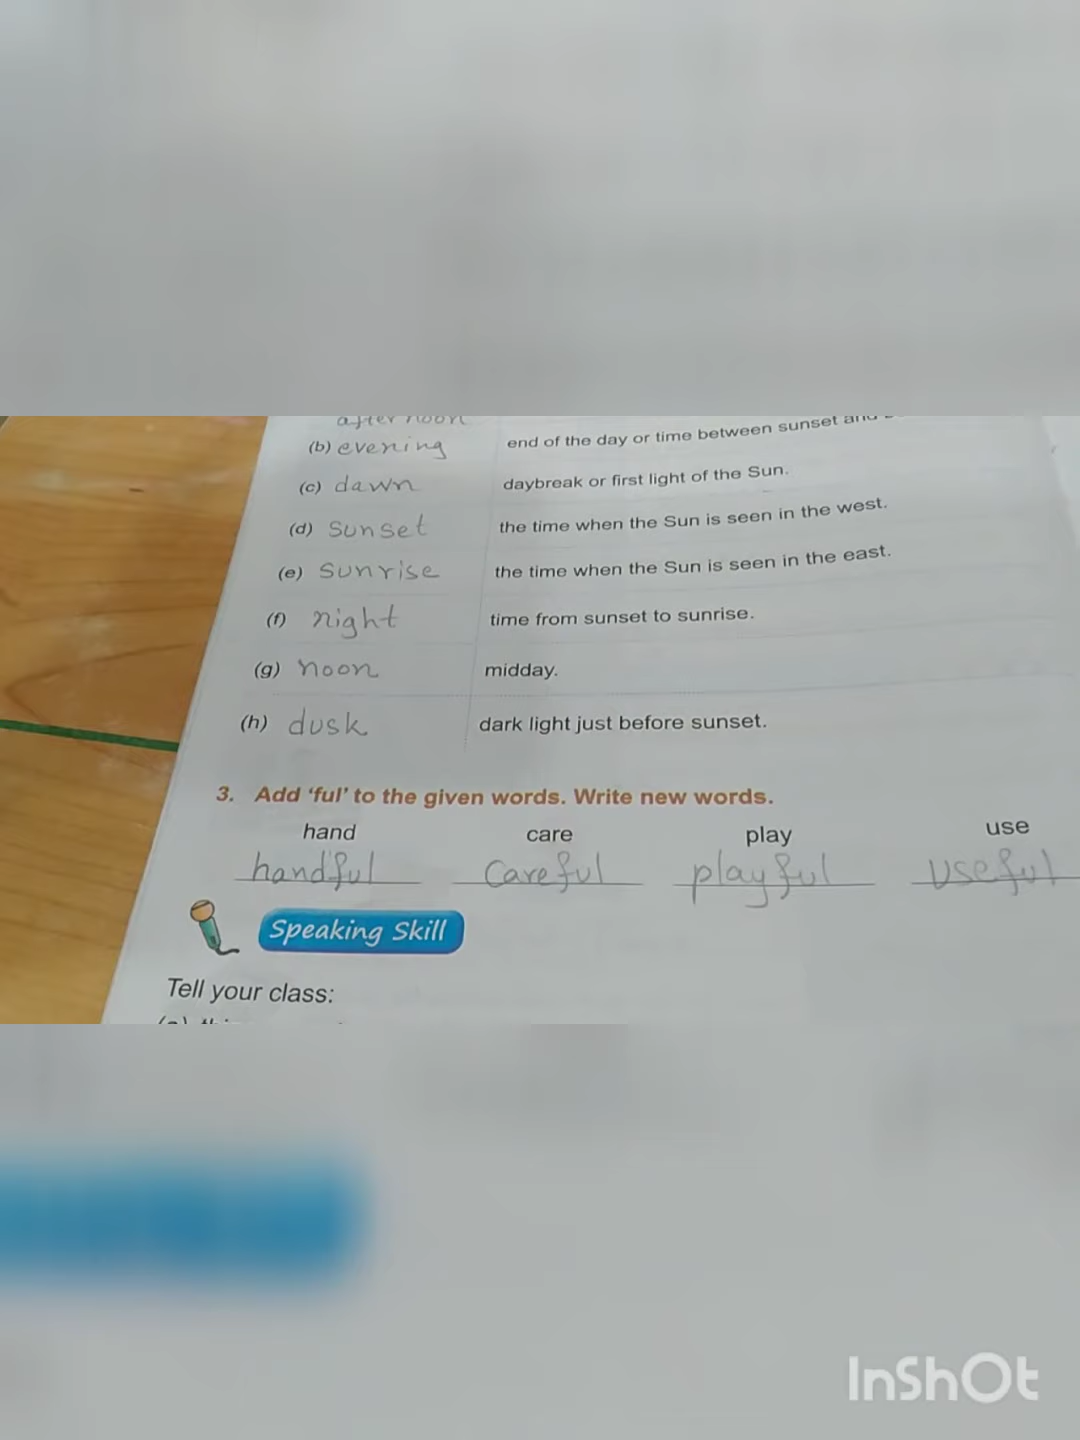 afternoon
(b) evening end of the day or time between sunset and
(c) dawn daybreak or first light of the Sun.
(d) sunset the time when the Sun is seen in the west.
(e) sunrise the time when the Sun is seen in the east.
(f) night time from sunset to sunrise.
(g) noon midday.
(h) dusk dark light just before sunset.
3. Add ‘ful’ to the given words. Write new words.
hand care play use
handful careful playful useful
Speaking Skill
Tell your class:
InShOt